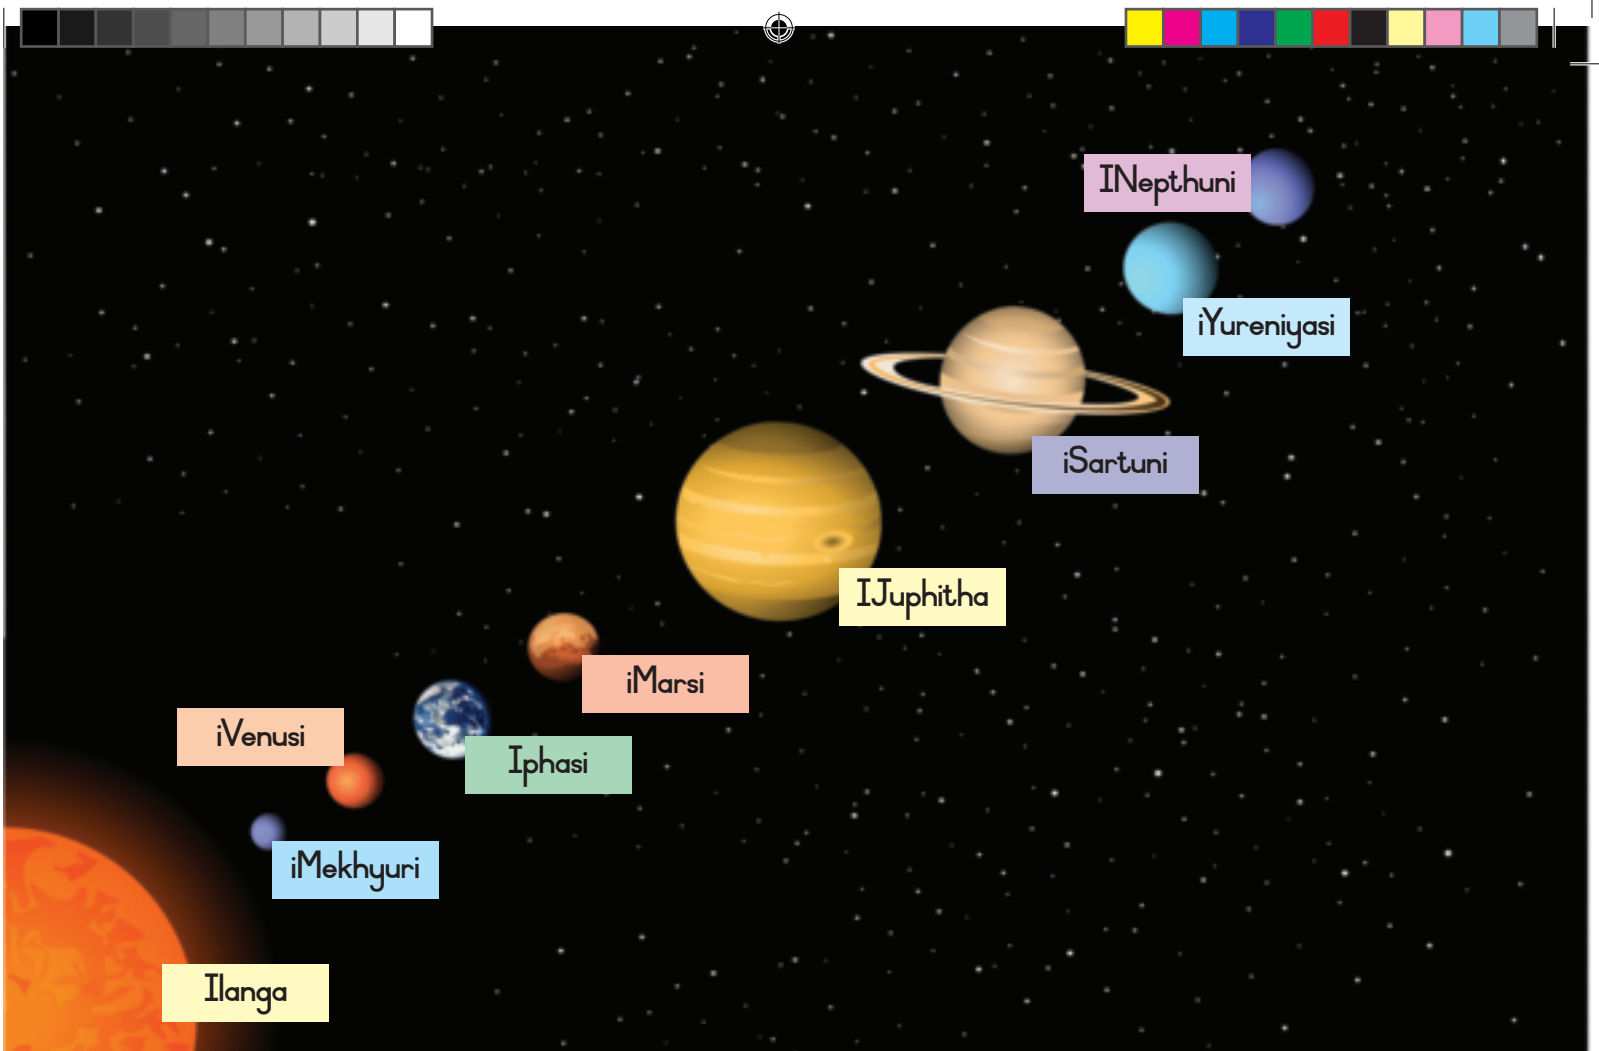 INepthuni
iYureniyasi
iSartuni
IJuphitha
iMarsi
iVenusi
Iphasi
iMekhyuri
Ilanga